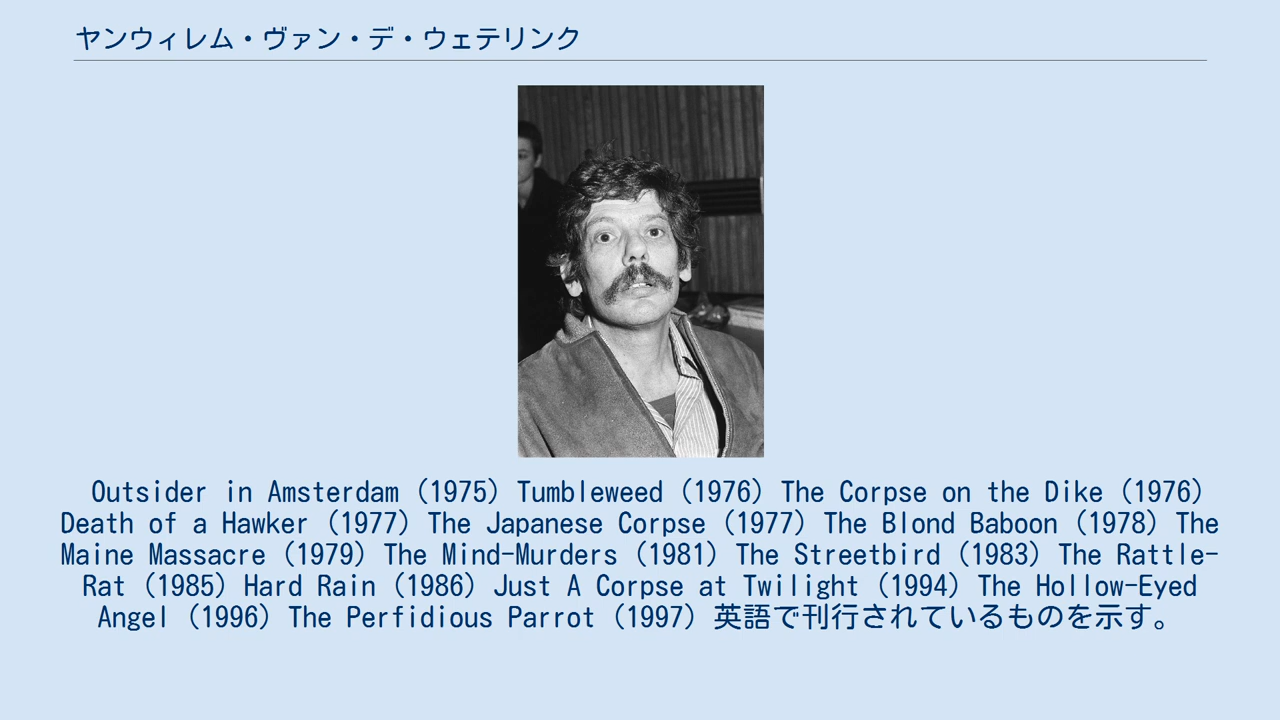 ヤンウィレム・ヴァン・デ・ウェテリンク
Outsider in Amsterdam (1975) Tumbleweed (1976) The Corpse on the Dike (1976)
Death of a Hawker (1977) The Japanese Corpse (1977) The Blond Baboon (1978) The
Maine Massacre (1979) The Mind-Murders (1981) The Streetbird (1983) The Rattle-
Rat (1985) Hard Rain (1986) Just A Corpse at Twilight (1994) The Hollow-Eyed
Angel (1996) The Perfidious Parrot (1997) 英語で刊行されているものを示す。